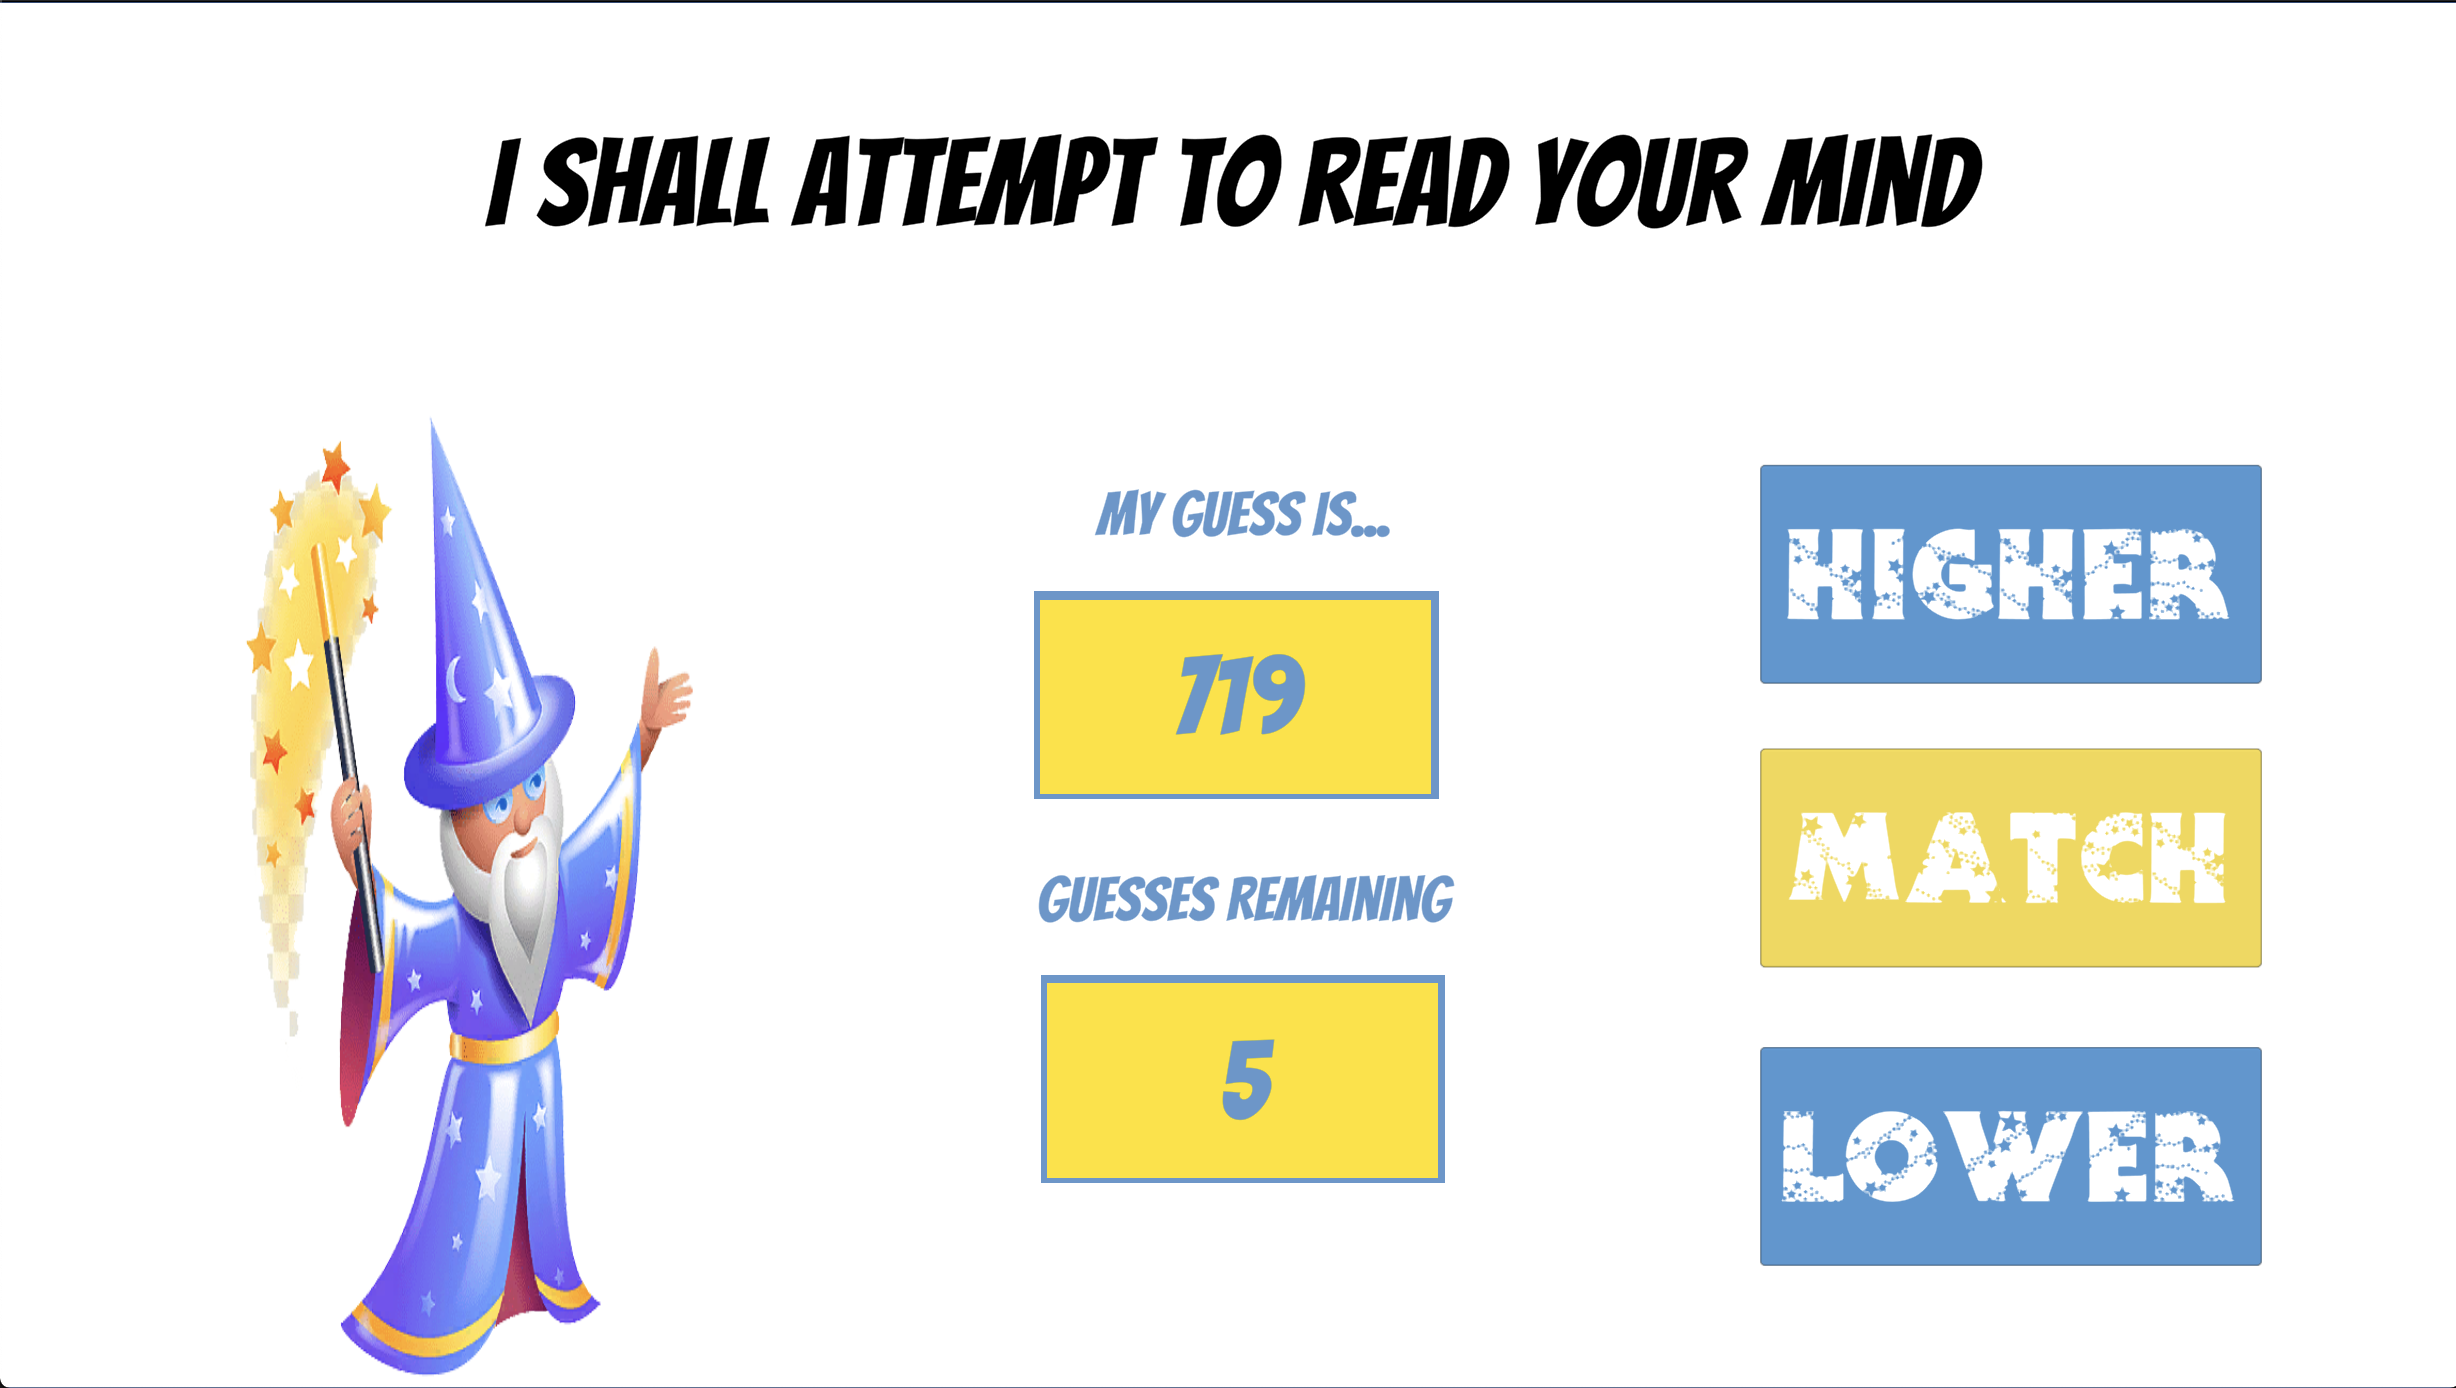 I SHALL ATTEMPT TO READ YOUR MIND
MY GUESS IS...
719
GUESSES REMAINING
5
HIGHER
MATCH
LOWER